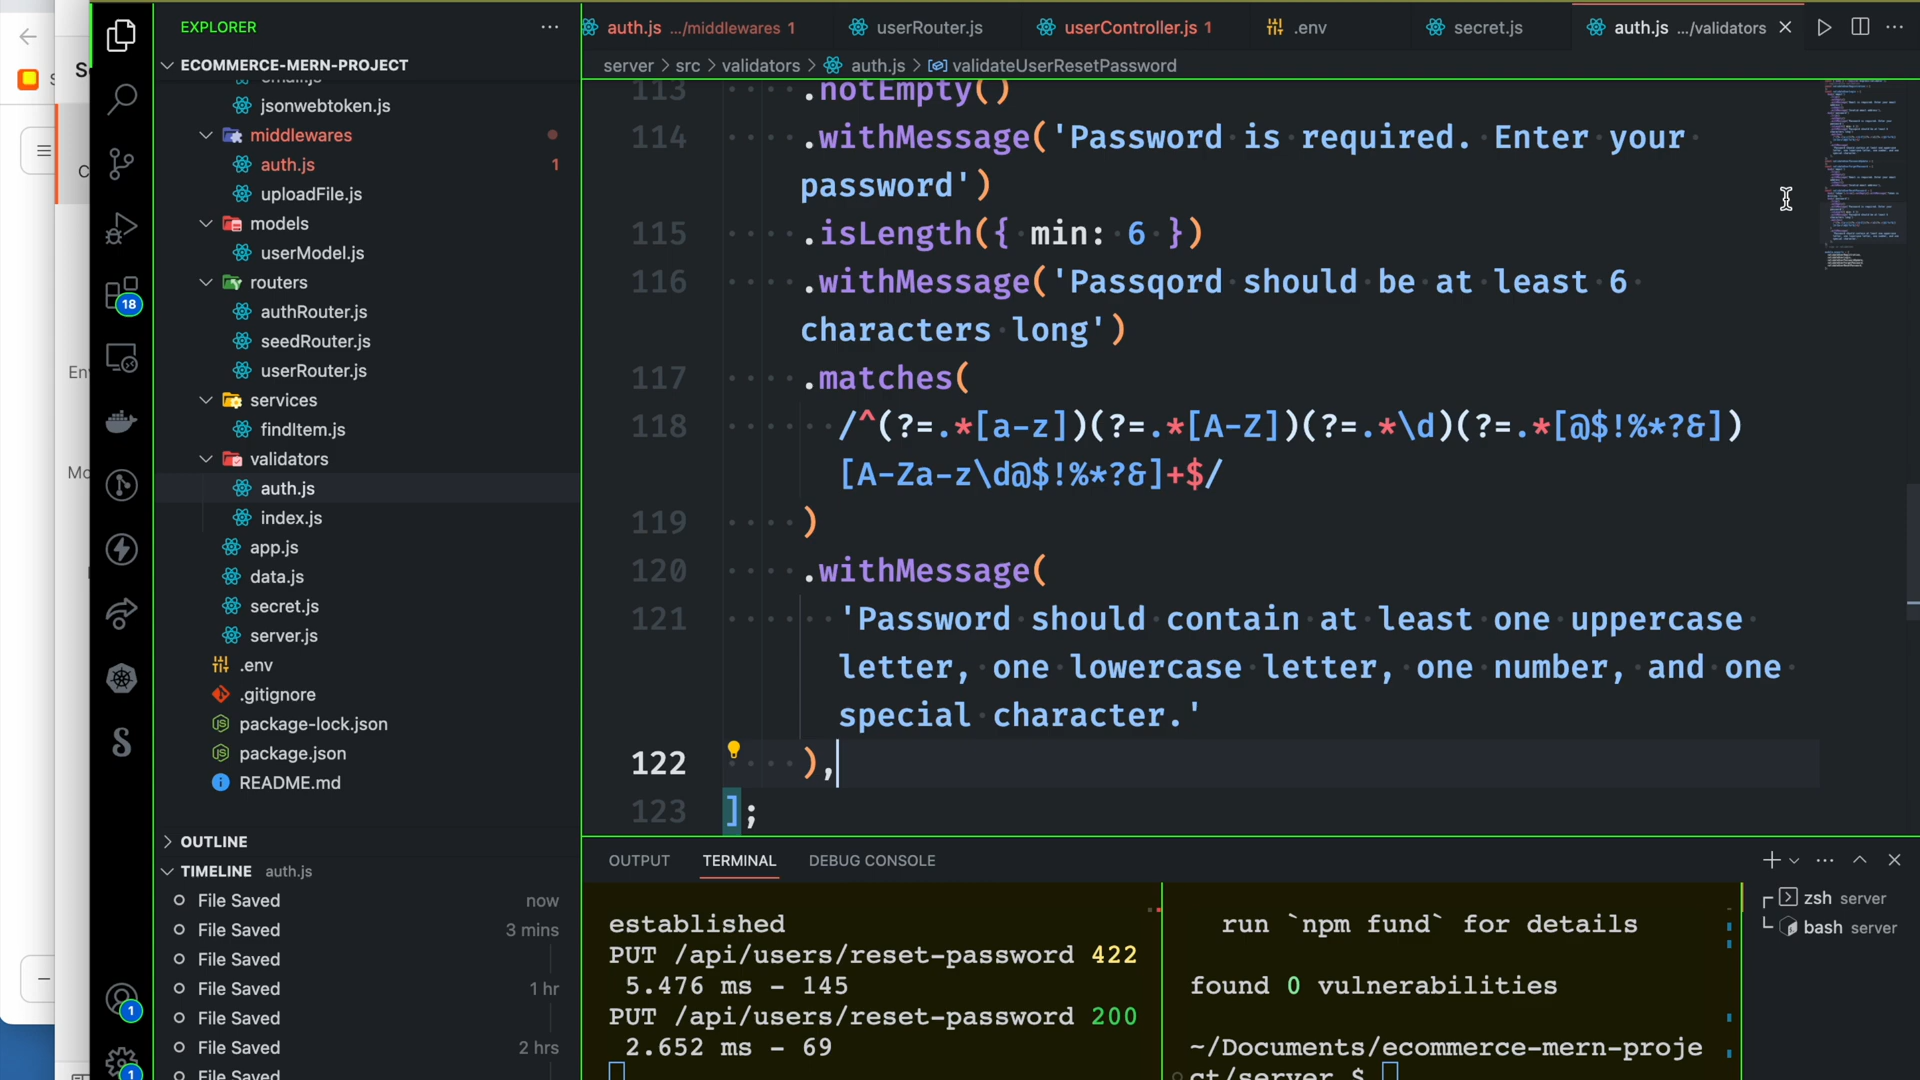 EXPLORER
ECOMMERCE-MERN-PROJECT
jsonwebtoken.js
middlewares
auth.js 1
uploadFile.js
models
userModel.js
routers
authRouter.js
seedRouter.js
userRouter.js
services
findItem.js
validators
auth.js
index.js
app.js
data.js
secret.js
server.js
.env
.gitignore
package-lock.json
package.json
README.md
OUTLINE
TIMELINE auth.js
File Saved now
File Saved 3 mins
File Saved
File Saved 1 hr
File Saved
File Saved 2 hrs
File Saved
18
1
1
auth.js .../middlewares 1
userRouter.js
userController.js 1
.env
secret.js
auth.js .../validators
server > src > validators > auth.js > validateUserResetPassword
113 .notEmpty()
114 .withMessage('Password is required. Enter your
password')
115 .isLength({ min: 6 })
116 .withMessage('Passqord should be at least 6
characters long')
117 .matches(
118 /^(?=.*[a-z])(?=.*[A-Z])(?=.*\d)(?=.*[@$!%*?&])
[A-Za-z\d@$!%*?&]+$/
119 )
120 .withMessage(
121 'Password should contain at least one uppercase
letter, one lowercase letter, one number, and one
special character.'
122 ),
123 ];
OUTPUT TERMINAL DEBUG CONSOLE
established
PUT /api/users/reset-password 422
5.476 ms - 145
PUT /api/users/reset-password 200
2.652 ms - 69
run `npm fund` for details
found 0 vulnerabilities
~/Documents/ecommerce-mern-proje
ct/server $
zsh server
bash server